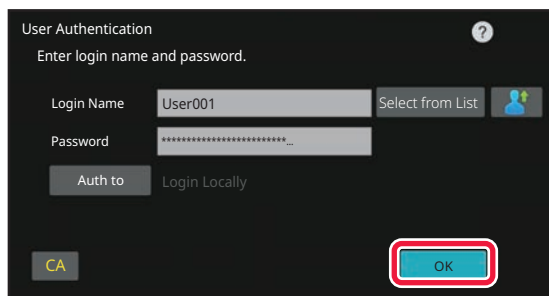 User Authentication
?
Enter login name and password.
Login Name User001 Select from List
Password *************************...
Auth to Login Locally
CA OK